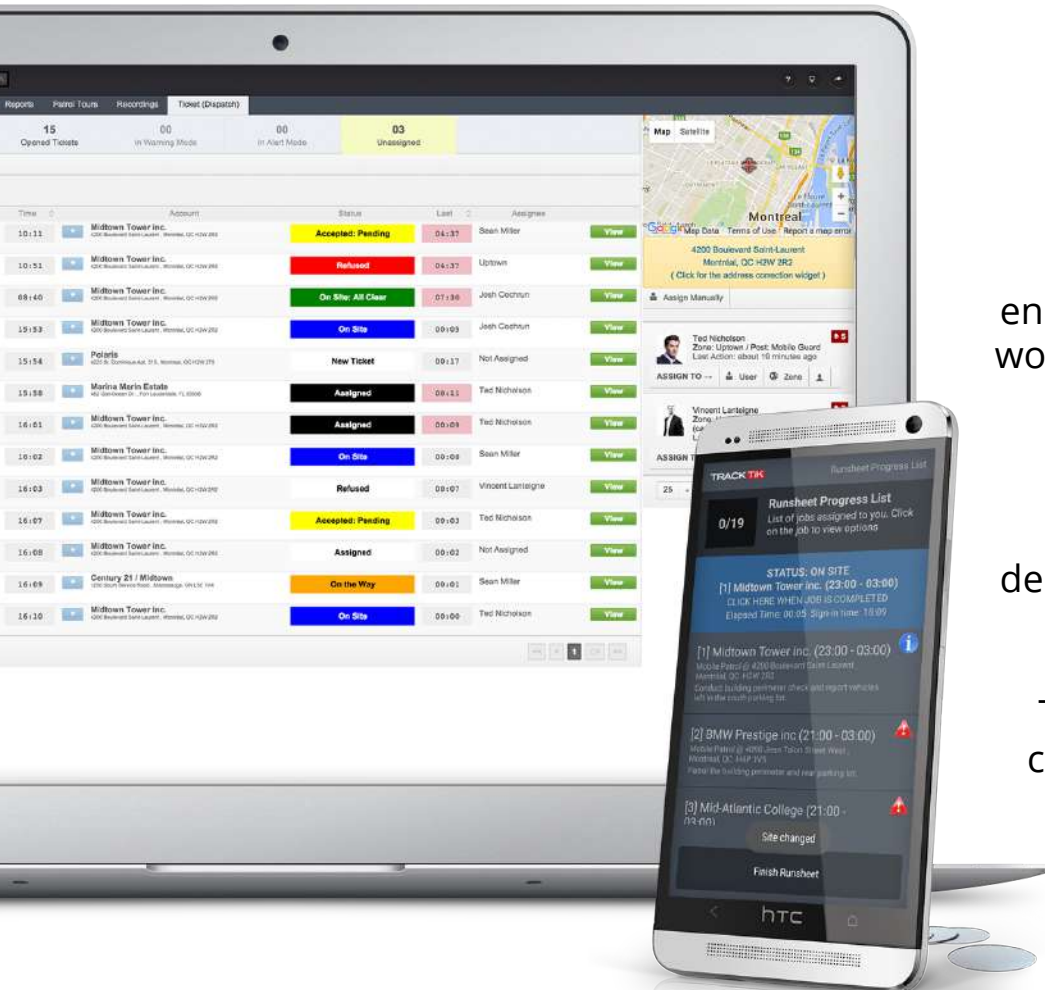 Reports Patrol Tours Recordings Ticket (Dispatch)
15 00 00 03
Opened Tickets In Warning Mode In Alert Mode Unassigned
Time Account Status Last Assignee
10:11 Midtown Tower inc. Accepted: Pending 04:37 Sean Miller View
10:51 Midtown Tower inc. Refused 04:37 Uptown View
Midtown Tower inc. On Site: All Clear Josh Cochrun View
15:53 Midtown Tower inc. On Site 00:05 Josh Cochrun View
15:54 Polaris New Ticket 00:17 Not Assigned View
15:58 Marina Marin Estate Assigned Ted Nicholson View
16:01 Midtown Tower inc. Assigned Ted Nicholson View
Midtown Tower inc. On Site Sean Miller View
16:03 Midtown Tower inc. Refused 00:07 Vincent Lanteigne View
16:07 Midtown Tower inc. Accepted: Pending 00:03 Ted Nicholson View
16:08 Midtown Tower inc. Assigned 00:02 Not Assigned View
16:09 Century 21 / Midtown On the Way 00:01 Sean Miller View
16:10 Midtown Tower inc. On Site 00:00 Ted Nicholson View
1
Map Satellite
Montreal
Map Data Terms of Use Report a map error
4200 Boulevard Saint-Laurent
Montréal, QC H2W 2R2
( Click for the address correction widget )
Assign Manually
Ted Nicholson
5
Zone: Uptown / Post: Mobile Guard
Last Action: about 10 minutes ago
ASSIGN TO -- User Zone
Vincent Lanteigne
Zone:
ASSIGN
25
TRACK TIK Runsheet Progress List
0/19
Runsheet Progress List
List of jobs assigned to you. Click
on the job to view options
STATUS: ON SITE
[1] Midtown Tower inc. (23:00 - 03:00)
CLICK HERE WHEN JOB IS COMPLETED
Elapsed Time: 00:05 Sign-in time: 15:09
[1] Midtown Tower inc. (23:00 - 03:00)
Mobile Patrol @ 4200 Boulevard Saint Laurent
Montréal, QC H2W 2R2
Conduct building perimeter check and report vehicles
left in the south parking lot.
[2] BMW Prestige inc (21:00 - 03:00)
Montréal, QC
Patrol the building perimeter and rear parking lot.
[3] Mid-Atlantic College (21:00 -
03:00)
Site changed
Finish Runsheet
hTC
en
wo
de
c